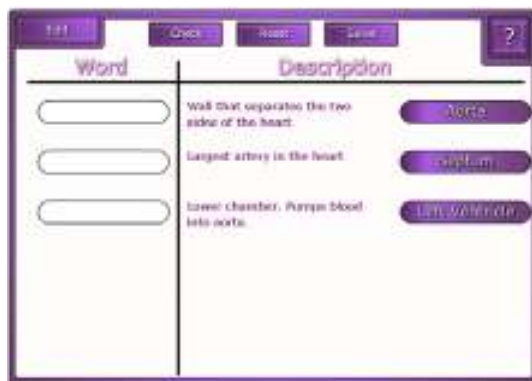 Edit
Check Reset Solve
?
Word Description
Wall that separates the two
sides of the heart
Aorta
Largest artery in the heart
Septum
Lower chamber. Pumps blood
into aorta.
Left Ventricle